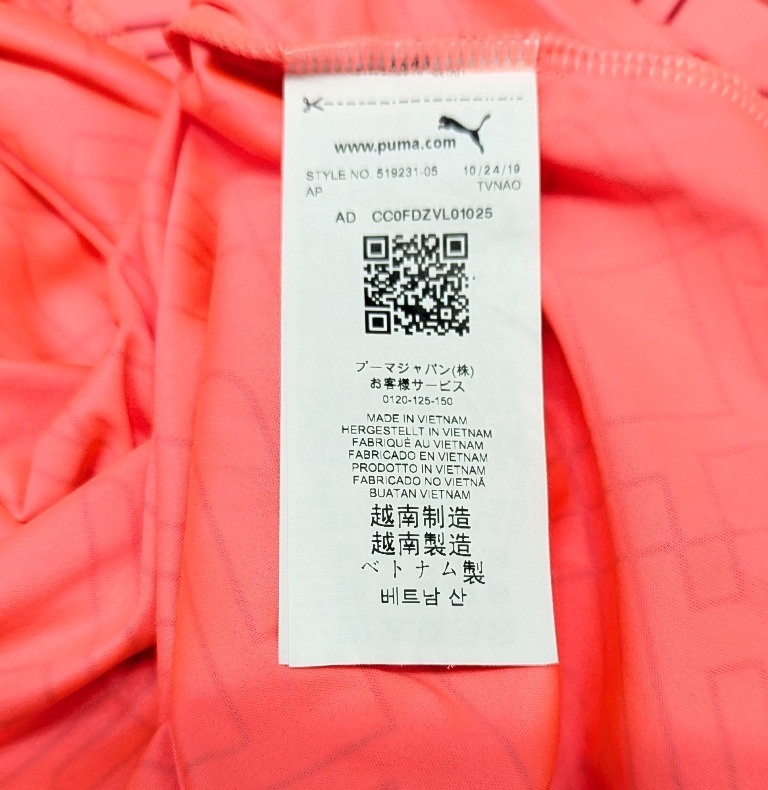 www.puma.com
STYLE NO. 519231-05 10/24/19
AP TVNAO
AD CC0FDZVL01025
プーマジャパン(株)
お客様サービス
0120-125-150
MADE IN VIETNAM
HERGESTELLT IN VIETNAM
FABRIQUÉ AU VIETNAM
FABRICADO EN VIETNAM
PRODOTTO IN VIETNAM
FABRICADO NO VIETNÃ
BUATAN VIETNAM
越南制造
越南製造
ベトナム製
베트남 산